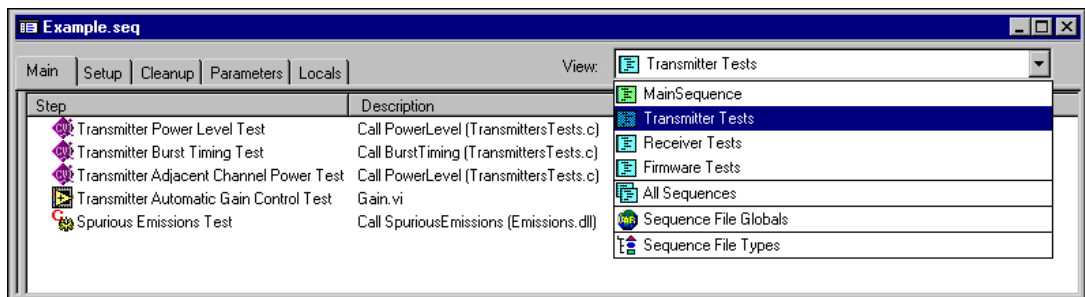 Example.seq
Main Setup Cleanup Parameters Locals View: Transmitter Tests
MainSequence
Step Description
Transmitter Tests
Transmitter Power Level Test Call PowerLevel (TransmittersTests.c)
Receiver Tests
Transmitter Burst Timing Test Call BurstTiming (TransmittersTests.c)
Firmware Tests
Transmitter Adjacent Channel Power Test Call PowerLevel (TransmittersTests.c)
All Sequences
Transmitter Automatic Gain Control Test Gain.vi
Sequence File Globals
Spurious Emissions Test Call SpuriousEmissions (Emissions.dll)
Sequence File Types